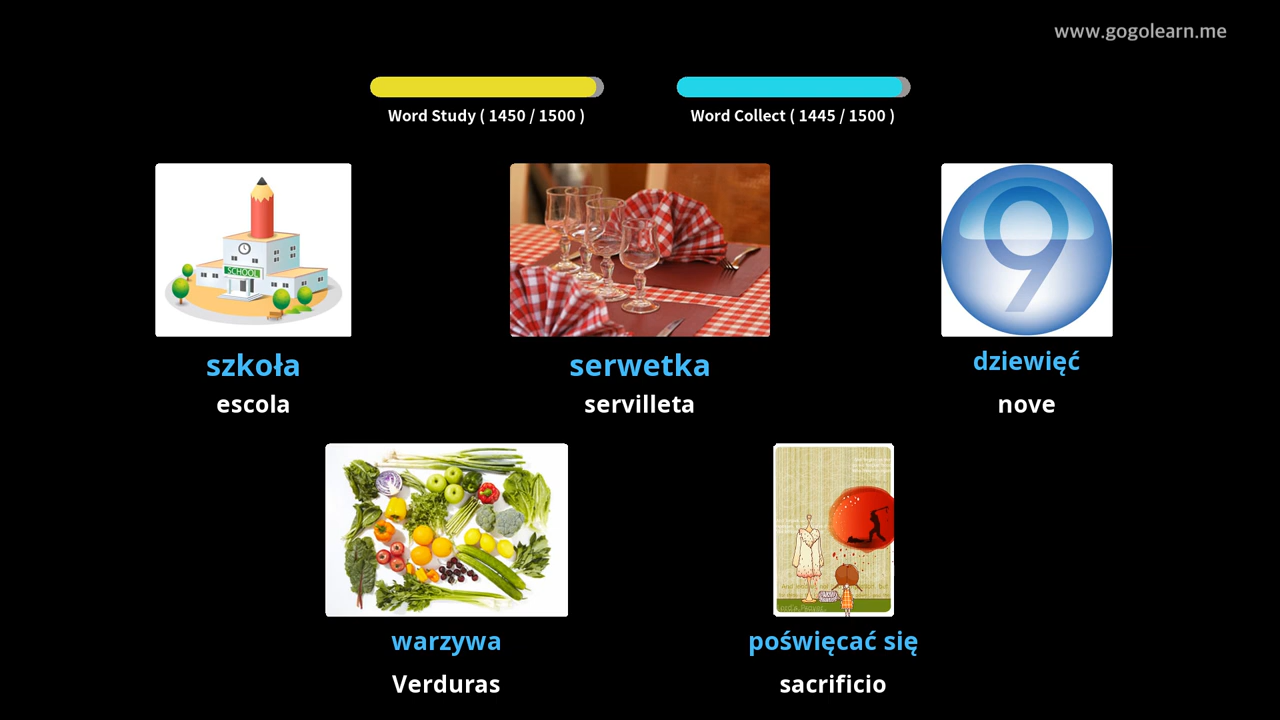 www.gogolearn.me
Word Study ( 1450 / 1500 )
Word Collect ( 1445 / 1500 )
SCHOOL
9
szkoła
serwetka
dziewięć
escola
servilleta
nove
warzywa
poświęcać się
Verduras
sacrificio